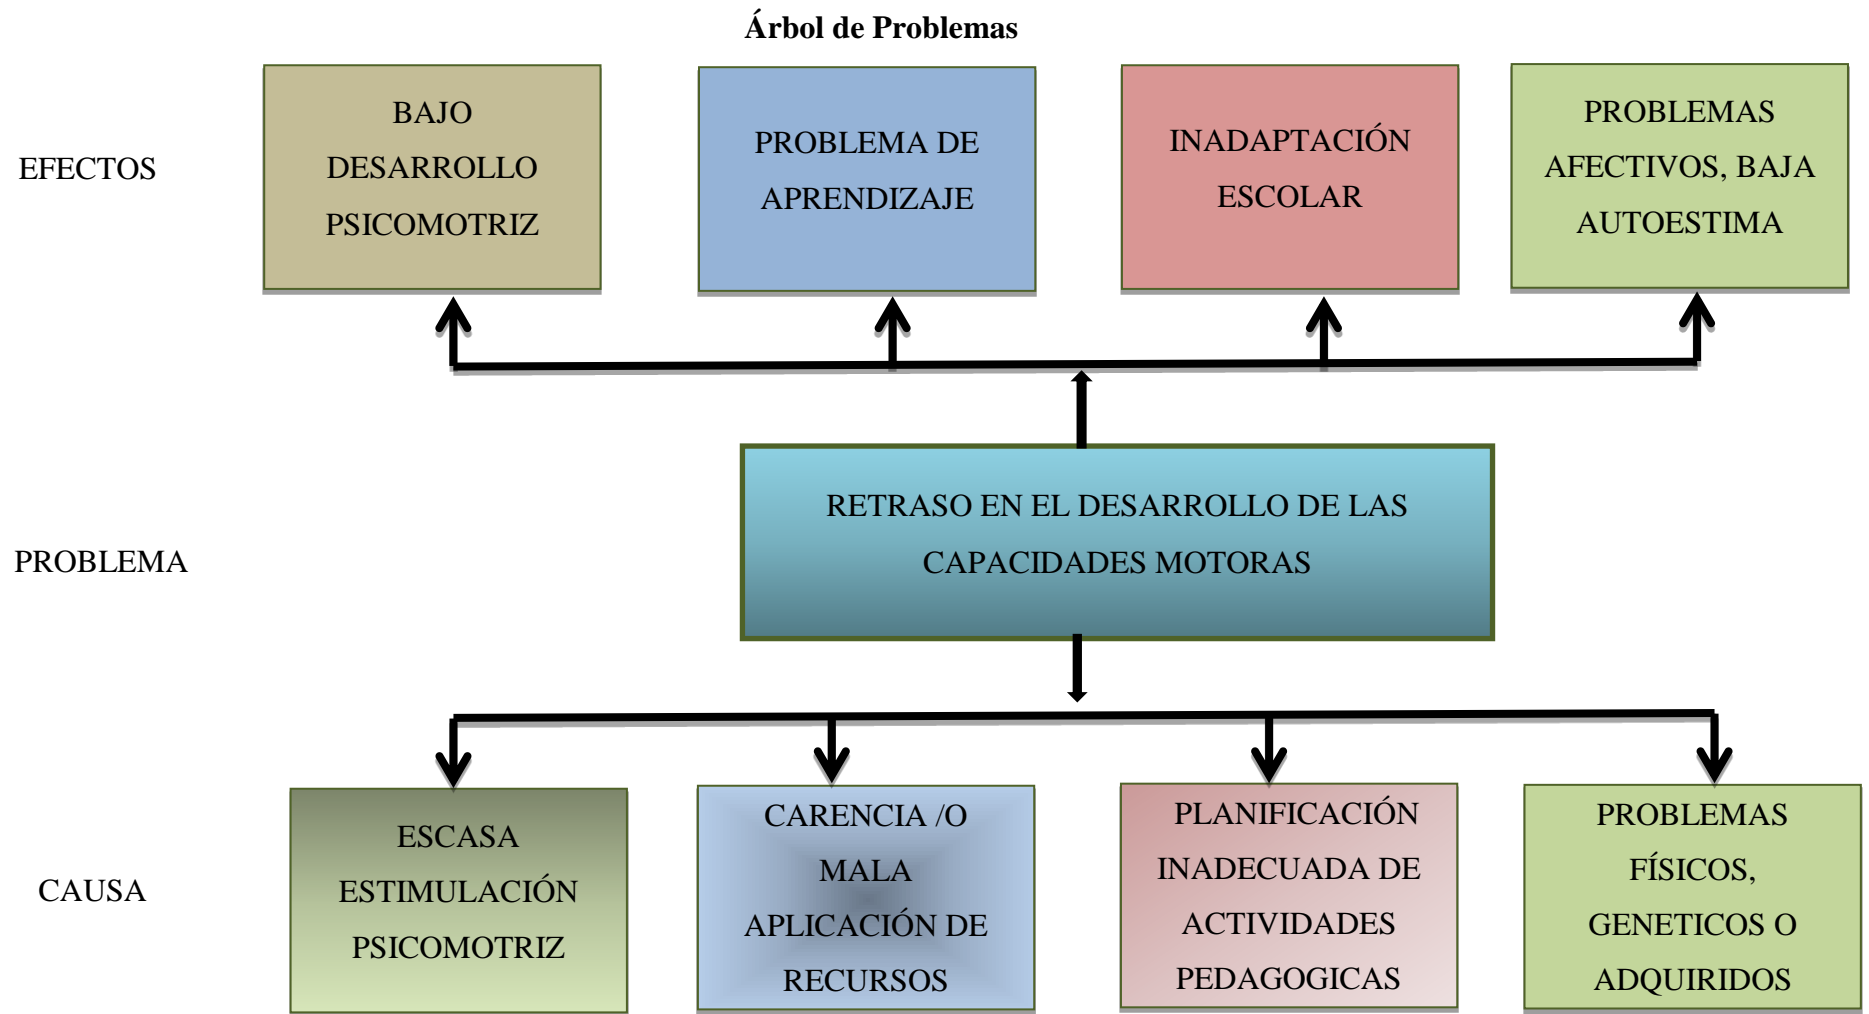 Árbol de Problemas
EFECTOS
BAJO
DESARROLLO
PSICOMOTRIZ
PROBLEMA DE
APRENDIZAJE
INADAPTACIÓN
ESCOLAR
PROBLEMAS
AFECTIVOS, BAJA
AUTOESTIMA
PROBLEMA
RETRASO EN EL DESARROLLO DE LAS
CAPACIDADES MOTORAS
CAUSA
ESCASA
ESTIMULACIÓN
PSICOMOTRIZ
CARENCIA /O
MALA
APLICACIÓN DE
RECURSOS
PLANIFICACIÓN
INADECUADA DE
ACTIVIDADES
PEDAGOGICAS
PROBLEMAS
FÍSICOS,
GENETICOS O
ADQUIRIDOS